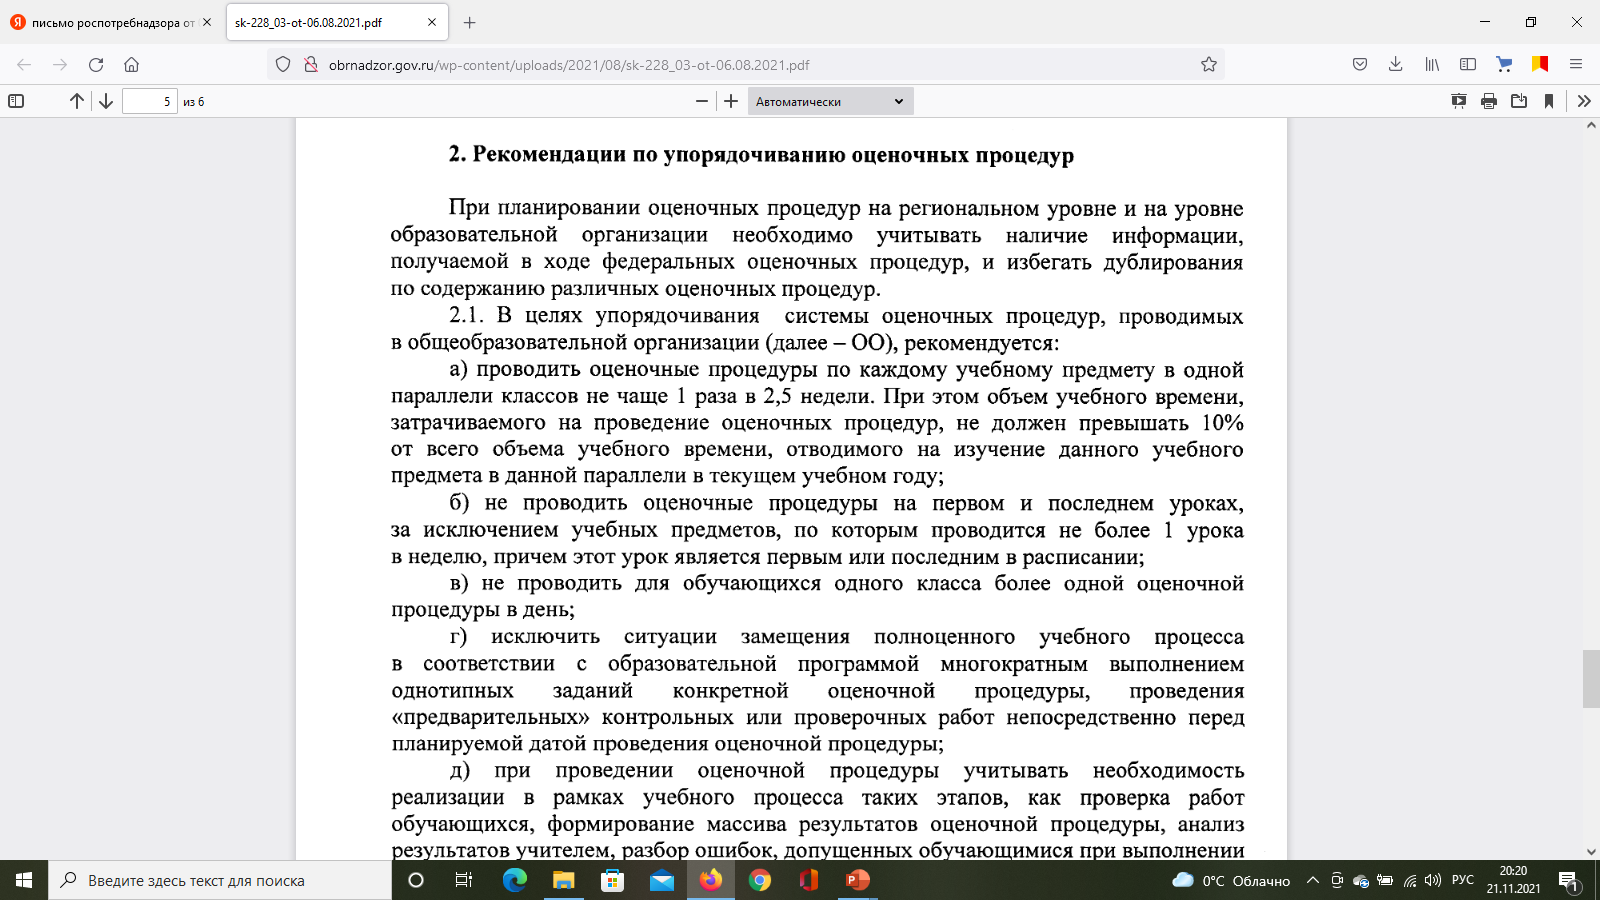 письмо роспотребнадзора от
sk-228_03-ot-06.08.2021.pdf
obrnadzor.gov.ru/wp-content/uploads/2021/08/sk-228_03-ot-06.08.2021.pdf
5 из 6
Автоматически
2. Рекомендации по упорядочиванию оценочных процедур
При планировании оценочных процедур на региональном уровне и на уровне
образовательной организации необходимо учитывать наличие информации,
получаемой в ходе федеральных оценочных процедур, и избегать дублирования
по содержанию различных оценочных процедур.
2.1. В целях упорядочивания системы оценочных процедур, проводимых
в общеобразовательной организации (далее – ОО), рекомендуется:
а) проводить оценочные процедуры по каждому учебному предмету в одной
параллели классов не чаще 1 раза в 2,5 недели. При этом объем учебного времени,
затрачиваемого на проведение оценочных процедур, не должен превышать 10%
от всего объема учебного времени, отводимого на изучение данного учебного
предмета в данной параллели в текущем учебном году;
б) не проводить оценочные процедуры на первом и последнем уроках,
за исключением учебных предметов, по которым проводится не более 1 урока
в неделю, причем этот урок является первым или последним в расписании;
в) не проводить для обучающихся одного класса более одной оценочной
процедуры в день;
г) исключить ситуации замещения полноценного учебного процесса
в соответствии с образовательной программой многократным выполнением
однотипных заданий конкретной оценочной процедуры, проведения
«предварительных» контрольных или проверочных работ непосредственно перед
планируемой датой проведения оценочной процедуры;
д) при проведении оценочной процедуры учитывать необходимость
реализации в рамках учебного процесса таких этапов, как проверка работ
обучающихся, формирование массива результатов оценочной процедуры, анализ
результатов учителем, разбор ошибок, допущенных обучающимися при выполнении
Введите здесь текст для поиска
0°C Облачно
РУС
20:20
21.11.2021
1